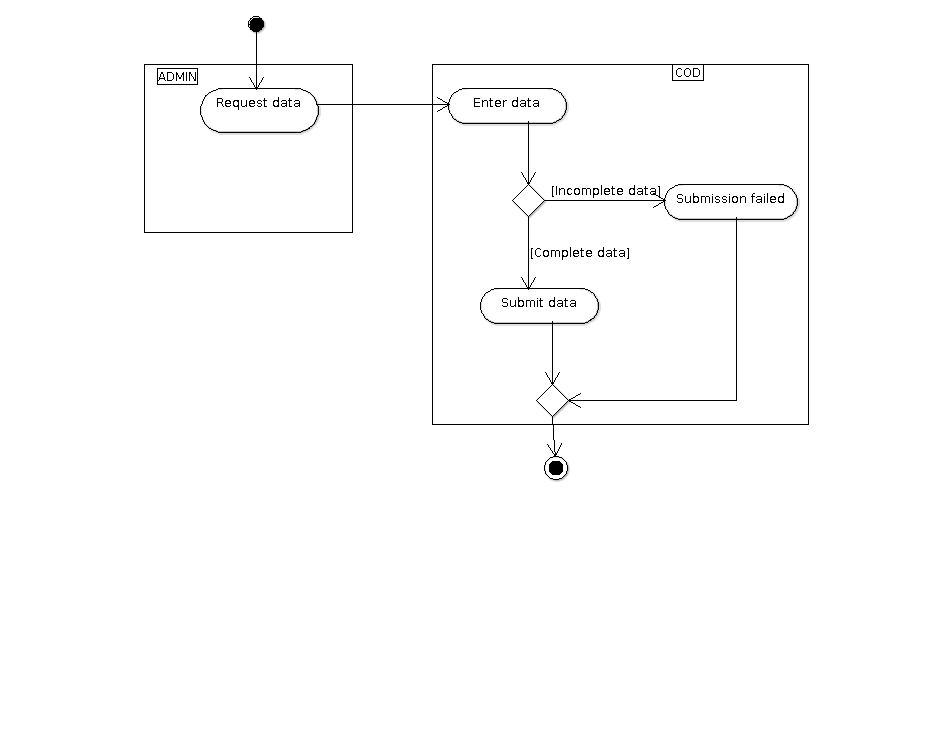 ADMIN
COD
Request data
Enter data
[Incomplete data]
Submission failed
[Complete data]
Submit data